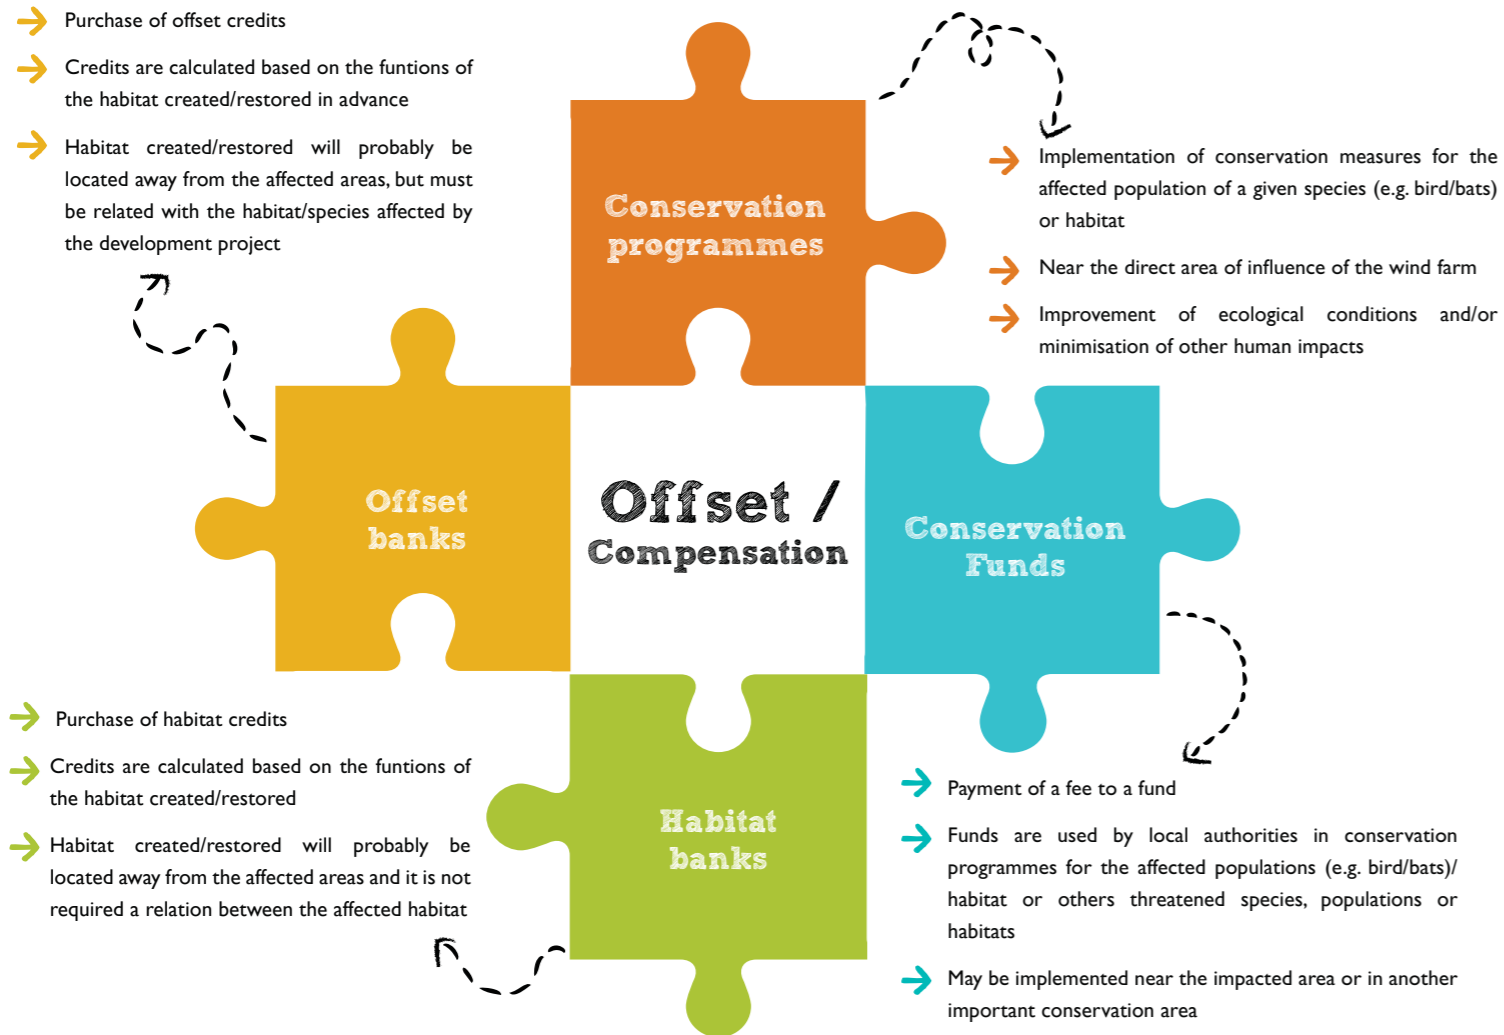 Purchase of offset credits
Credits are calculated based on the funtions of
the habitat created/restored in advance
Habitat created/restored will probably be
located away from the affected areas, but must
be related with the habitat/species affected by
the development project
Conservation
programmes
Implementation of conservation measures for the
affected population of a given species (e.g. bird/bats)
or habitat
Near the direct area of influence of the wind farm
Improvement of ecological conditions and/or
minimisation of other human impacts
Offset
banks
Offset /
Compensation
Conservation
Funds
Purchase of habitat credits
Credits are calculated based on the funtions of
the habitat created/restored
Habitat created/restored will probably be
located away from the affected areas and it is not
required a relation between the affected habitat
Habitat
banks
Payment of a fee to a fund
Funds are used by local authorities in conservation
programmes for the affected populations (e.g. bird/bats)/
habitat or others threatened species, populations or
habitats
May be implemented near the impacted area or in another
important conservation area